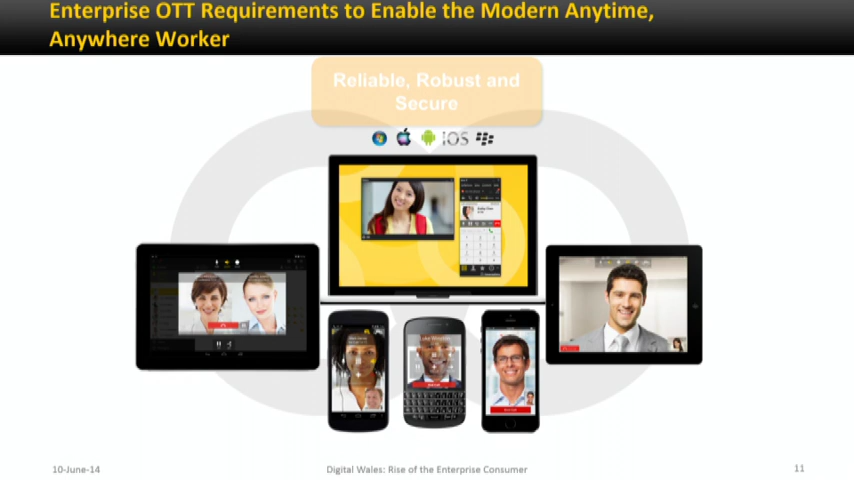 Enterprise OTT Requirements to Enable the Modern Anytime,
Anywhere Worker
Reliable, Robust and
Secure
iOS
10-June-14
Digital Wales: Rise of the Enterprise Consumer
11